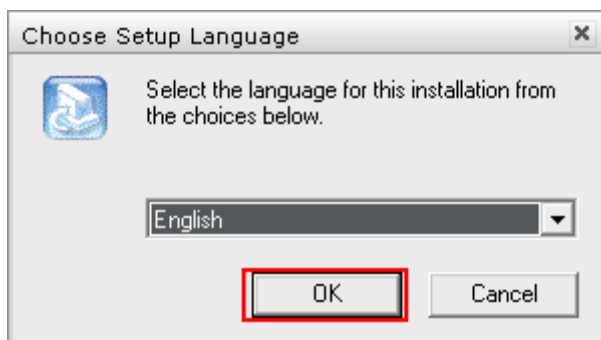 Choose Setup Language
Select the language for this installation from
the choices below.
English
OK
Cancel